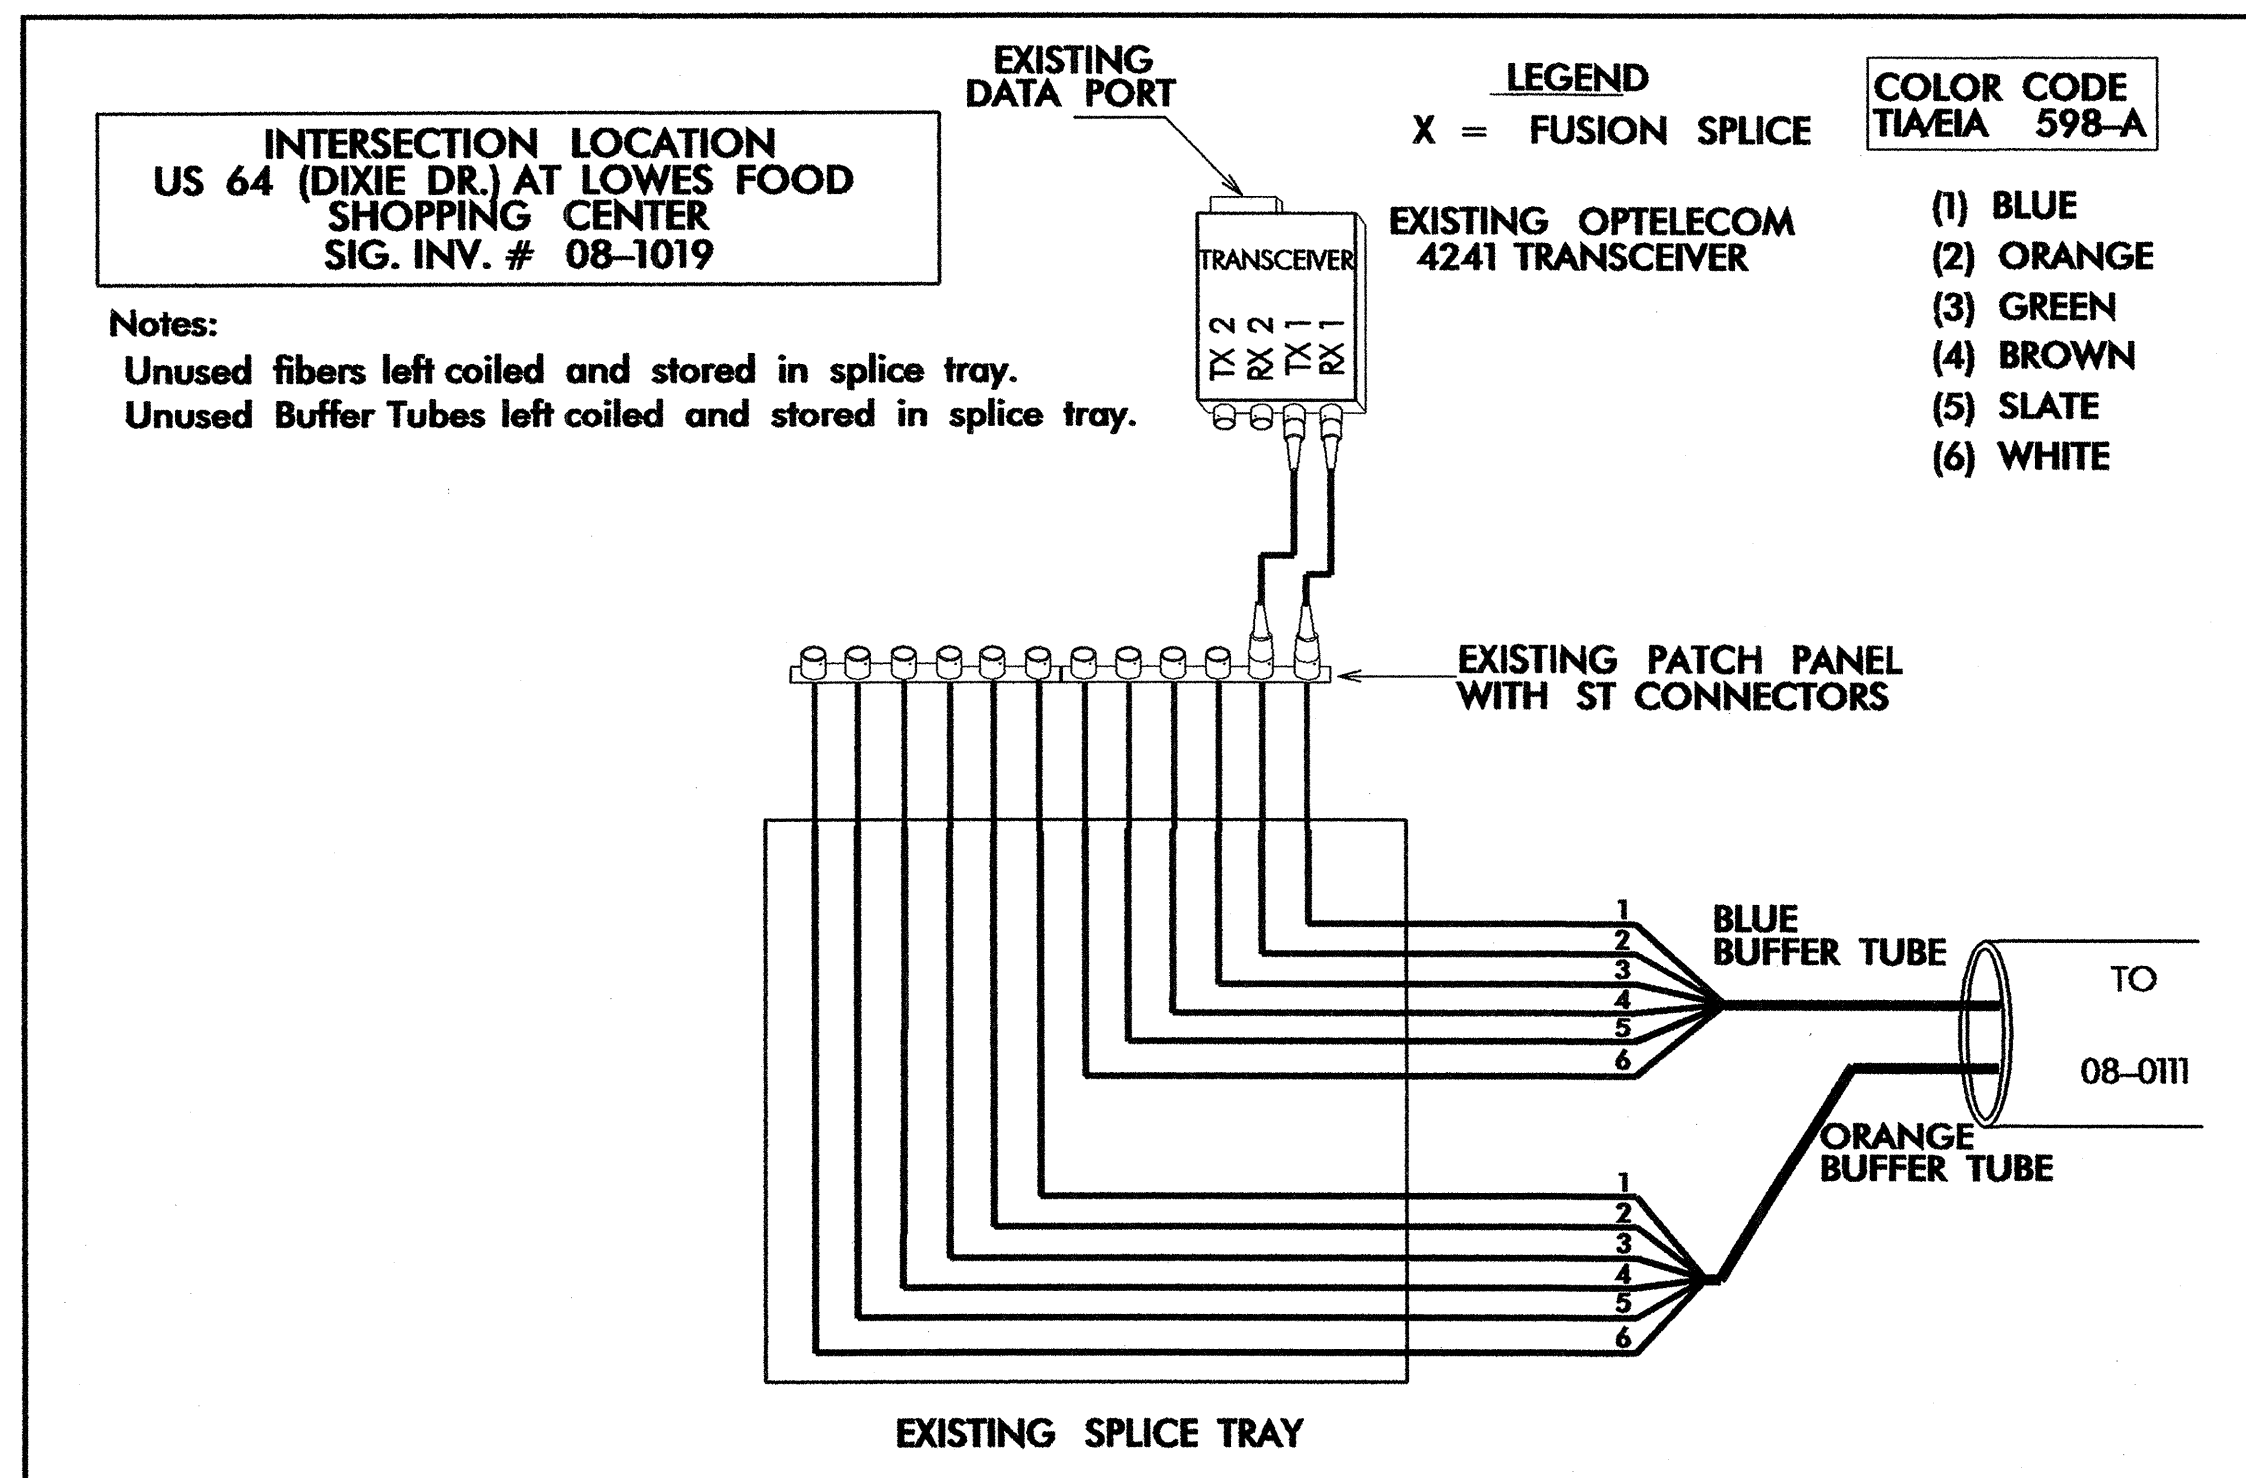 EXISTING
DATA PORT
LEGEND
X = FUSION SPLICE
COLOR CODE
TIA/EIA 598-A
INTERSECTION LOCATION
US 64 (DIXIE DR.) AT LOWES FOOD
SHOPPING CENTER
SIG. INV. # 08-1019
Notes:
Unused fibers left coiled and stored in splice tray.
Unused Buffer Tubes left coiled and stored in splice tray.
TRANSCEIVER
TX 2
RX 2
TX 1
RX 1
EXISTING OPTELECOM
4241 TRANSCEIVER
(1) BLUE
(2) ORANGE
(3) GREEN
(4) BROWN
(5) SLATE
(6) WHITE
EXISTING PATCH PANEL
WITH ST CONNECTORS
1
2
3
4
5
6
BLUE
BUFFER TUBE
TO
08-0111
ORANGE
BUFFER TUBE
1
2
3
4
5
6
EXISTING SPLICE TRAY